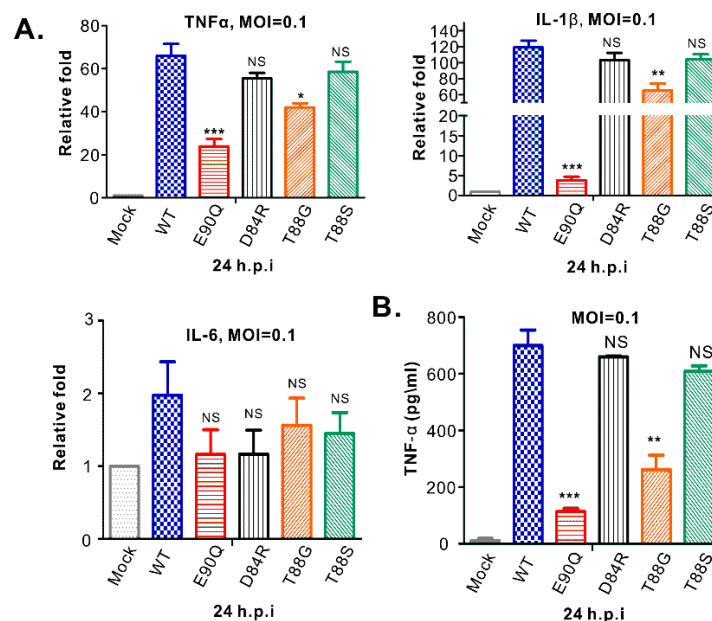 A.
TNFα, MOI=0.1
Relative fold
80
60
40
20
0
NS
NS
***
*
Mock
WT
E90Q
D84R
T88G
T88S
24 h.p.i
IL-1β, MOI=0.1
Relative fold
140
120
100
80
60
20
15
10
5
0
NS
NS
**
***
Mock
WT
E90Q
D84R
T88G
T88S
24 h.p.i
IL-6, MOI=0.1
Relative fold
3
2
1
0
NS
NS
NS
NS
Mock
WT
E90Q
D84R
T88G
T88S
24 h.p.i
B.
MOI=0.1
TNF-α (pg\ml)
800
600
400
200
0
NS
NS
***
**
Mock
WT
E90Q
D84R
T88G
T88S
24 h.p.i